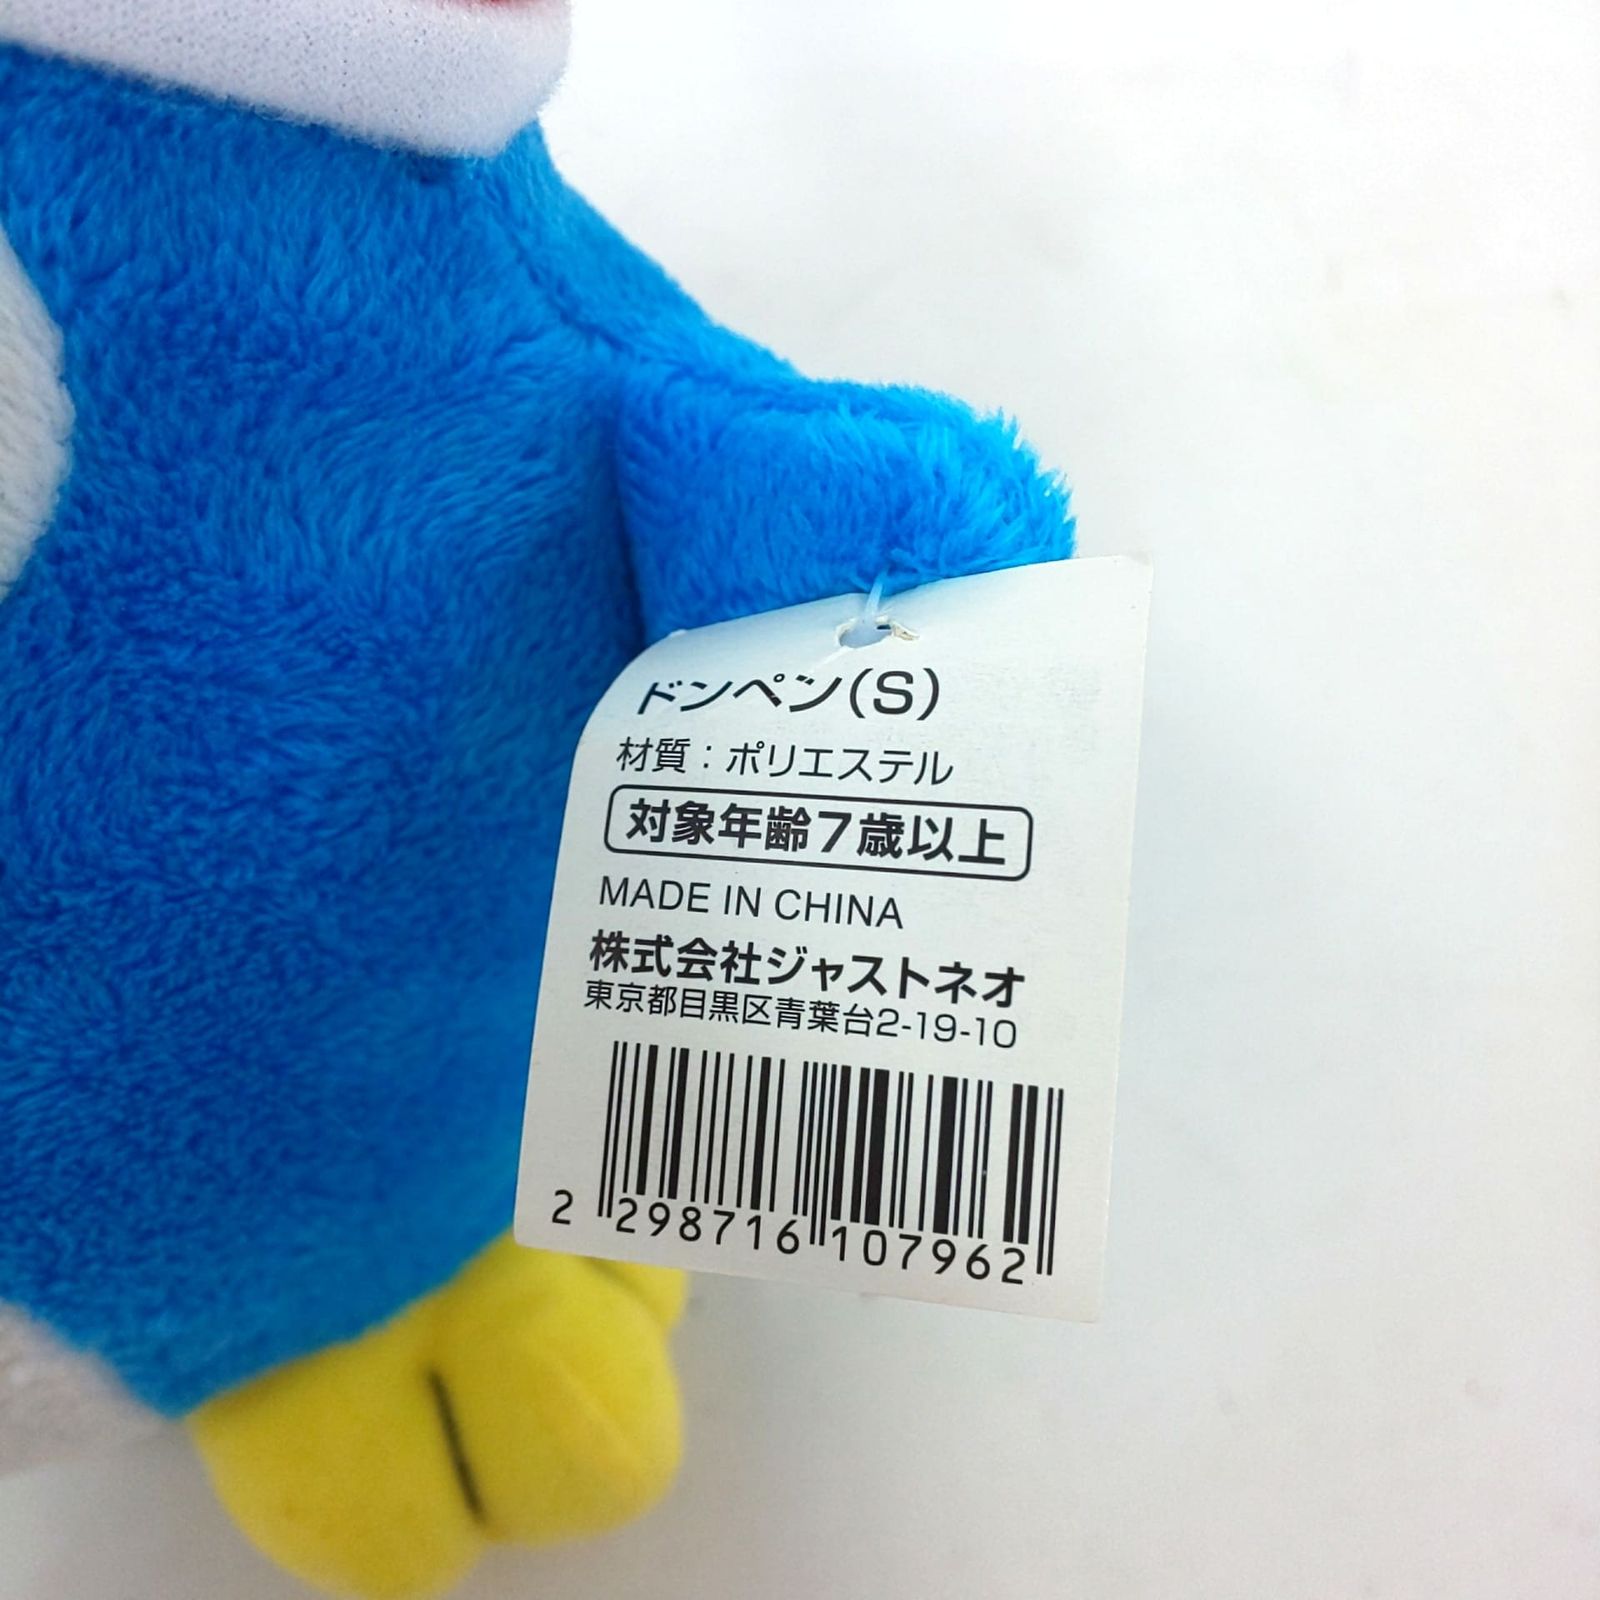 ドンペン(S)
材質：ポリエステル
対象年齢7歳以上
MADE IN CHINA
株式会社ジャストネオ
東京都目黒区青葉台2-19-10
2 298716 107962